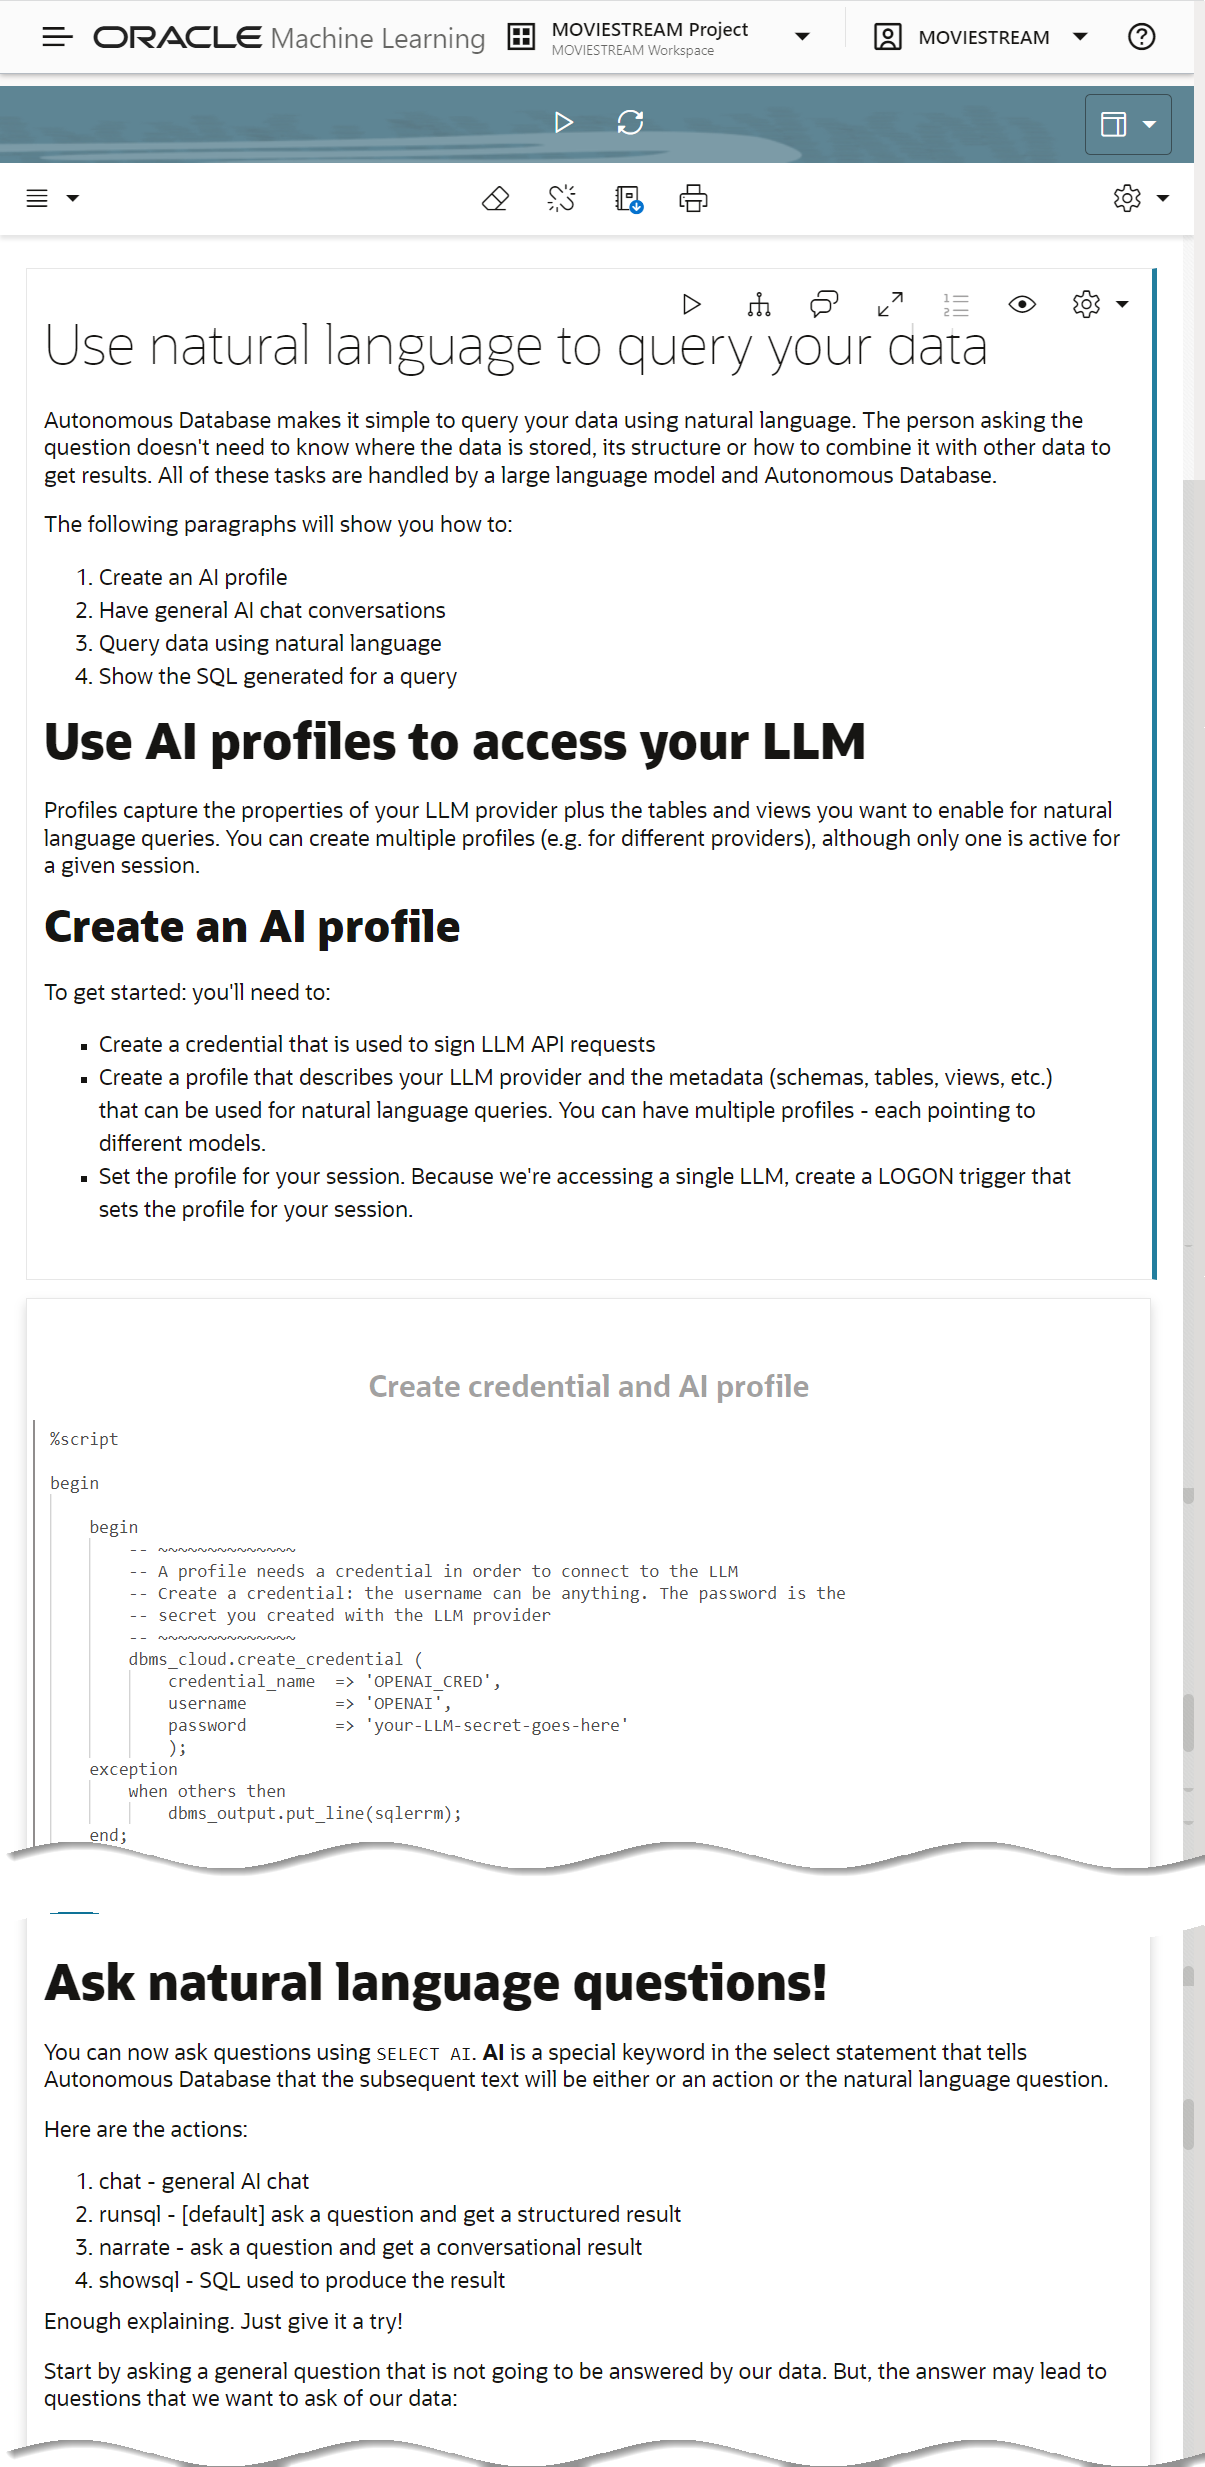 ORACLE Machine Learning
MOVIESTREAM Project
MOVIESTREAM Workspace
MOVIESTREAM
Use natural language to query your data
Autonomous Database makes it simple to query your data using natural language. The person asking the
question doesn't need to know where the data is stored, its structure or how to combine it with other data to
get results. All of these tasks are handled by a large language model and Autonomous Database.
The following paragraphs will show you how to:
1. Create an AI profile
2. Have general AI chat conversations
3. Query data using natural language
4. Show the SQL generated for a query
Use AI profiles to access your LLM
Profiles capture the properties of your LLM provider plus the tables and views you want to enable for natural
language queries. You can create multiple profiles (e.g. for different providers), although only one is active for
a given session.
Create an AI profile
To get started: you'll need to:
▪ Create a credential that is used to sign LLM API requests
▪ Create a profile that describes your LLM provider and the metadata (schemas, tables, views, etc.)
that can be used for natural language queries. You can have multiple profiles - each pointing to
different models.
▪ Set the profile for your session. Because we're accessing a single LLM, create a LOGON trigger that
sets the profile for your session.
Create credential and AI profile
%script
begin
begin
-- ~~~~~~~~~~~~~~
-- A profile needs a credential in order to connect to the LLM
-- Create a credential: the username can be anything. The password is the
-- secret you created with the LLM provider
-- ~~~~~~~~~~~~~~
dbms_cloud.create_credential (
credential_name => 'OPENAI_CRED',
username => 'OPENAI',
password => 'your-LLM-secret-goes-here'
);
exception
when others then
dbms_output.put_line(sqlerrm);
end;
Ask natural language questions!
You can now ask questions using SELECT AI. AI is a special keyword in the select statement that tells
Autonomous Database that the subsequent text will be either or an action or the natural language question.
Here are the actions:
1. chat - general AI chat
2. runsql - [default] ask a question and get a structured result
3. narrate - ask a question and get a conversational result
4. showsql - SQL used to produce the result
Enough explaining. Just give it a try!
Start by asking a general question that is not going to be answered by our data. But, the answer may lead to
questions that we want to ask of our data: